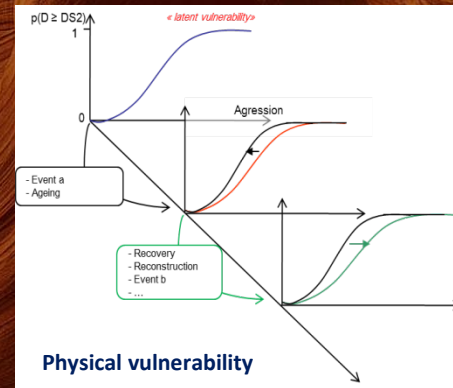 p(D ≥ DS2)
« latent vulnerability»
1
0
Agression
- Event a
- Ageing
- Recovery
- Reconstruction
- Event b
- ...
Physical vulnerability